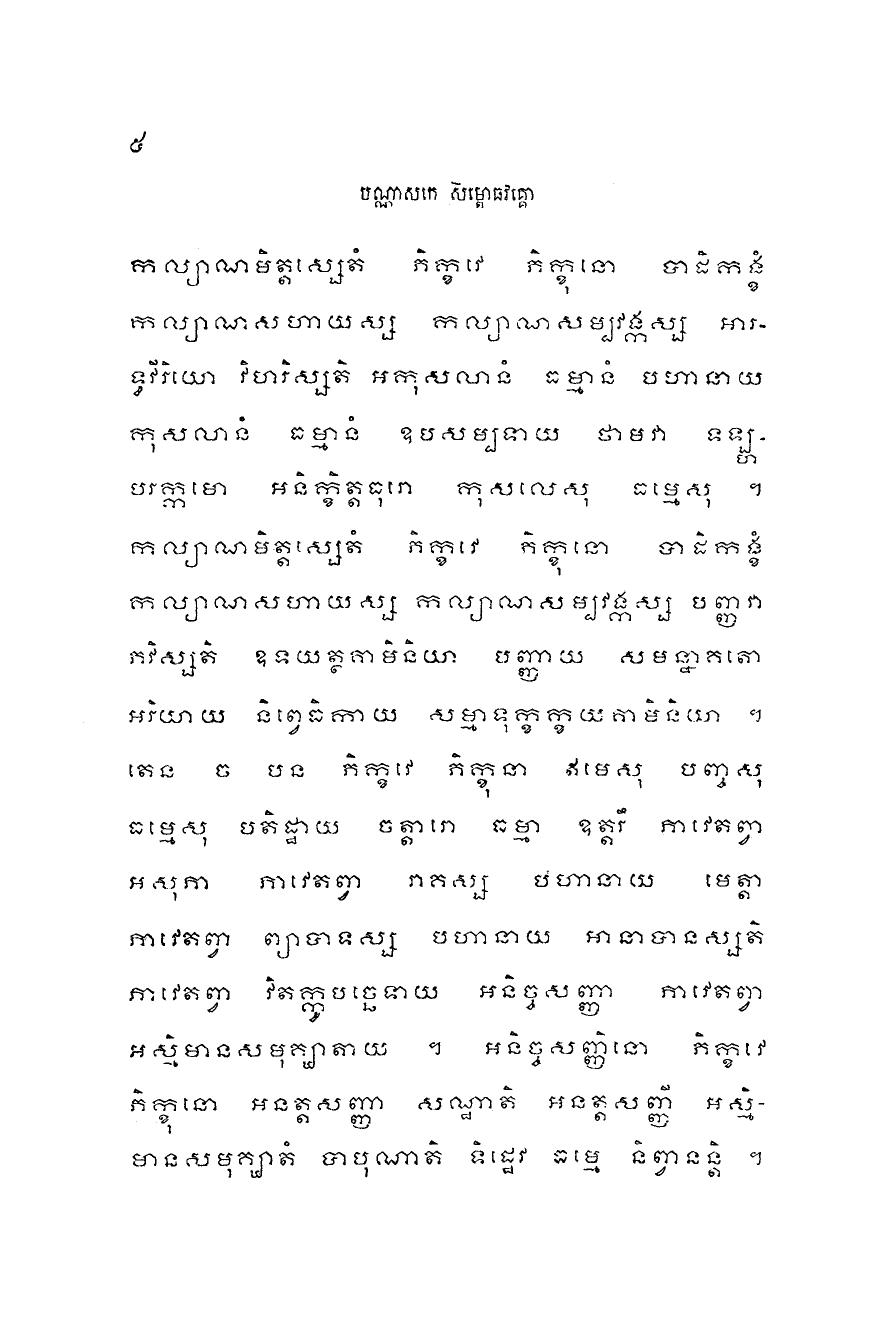 ៥
បណ្ណាសកេ សម្ពោធវគ្គោ
កល្យាណមិត្តស្សេតំ ភិក្ខវេ ភិក្ខុនោ បាដិកង្ខំ
កល្យាណសហាយស្ស កល្យាណសម្បវង្កស្ស អារ-
ទ្ធវីរិយោ វិហរិស្សតិ អកុសលានំ ធម្មានំ បហានាយ
កុសលានំ ធម្មានំ ឧបសម្បទាយ ថាមវា ទឡ្ហ-
បរក្កមោ អនិក្ខិត្តធុរោ កុសលេសុ ធម្មេសុ ។
កល្យាណមិត្តស្សេតំ ភិក្ខវេ ភិក្ខុនោ បាដិកង្ខំ
កល្យាណសហាយស្ស កល្យាណសម្បវង្កស្ស បញ្ញវា
ភវិស្សតិ ឧទយត្ថគាមិនិយា បញ្ញាយ សមន្នាគតោ
អរិយាយ និព្វេធិកាយ សម្មាទុក្ខក្ខយគាមិនិយា ។
តេន ច បន ភិក្ខវេ ភិក្ខុនា ឥមេសុ បញ្ចសុ
ធម្មេសុ បតិដ្ឋាយ ចត្តារោ ធម្មា ឧត្តរឹ ភាវេតព្វា
អសុភា ភាវេតព្វា រាគស្ស បហានាយ មេត្តា
ភាវេតព្វា ព្យាបាទស្ស បហានាយ អានាបានស្សតិ
ភាវេតព្វា វិតក្កូបច្ឆេទាយ អនិច្ចសញ្ញា ភាវេតព្វា
អស្មិមានសមុគ្ឃាតាយ ។ អនិច្ចសញ្ញិនោ ភិក្ខវេ
ភិក្ខុនោ អនត្តសញ្ញា សណ្ឋាតិ អនត្តសញ្ញី អស្មិ-
មានសមុគ្ឃាតំ បាបុណាតិ ទិដ្ឋេវ ធម្មេ និព្វានន្តិ ។